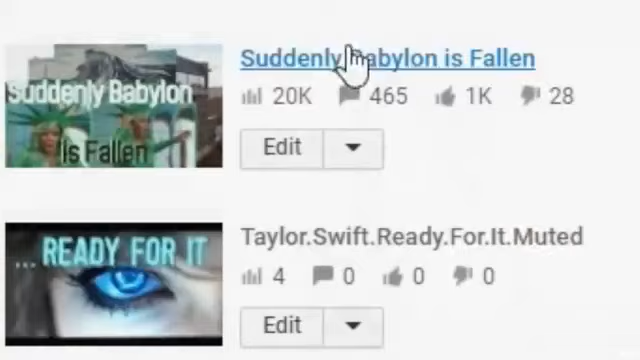 Suddenly Babylon is Fallen
Suddenly Babylon
is Fallen
20K 465 1K 28
Edit
Taylor.Swift.Ready.For.It.Muted
... READY FOR IT
4 0 0 0
Edit